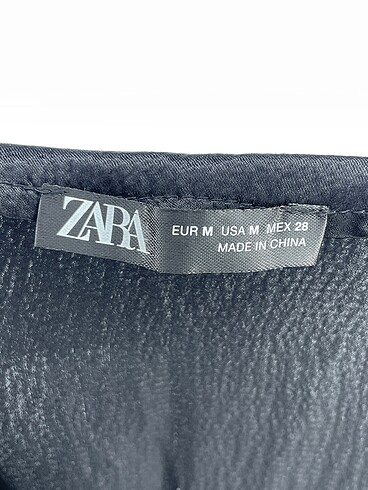 ZARA
EUR M USA M MEX 28
MADE IN CHINA